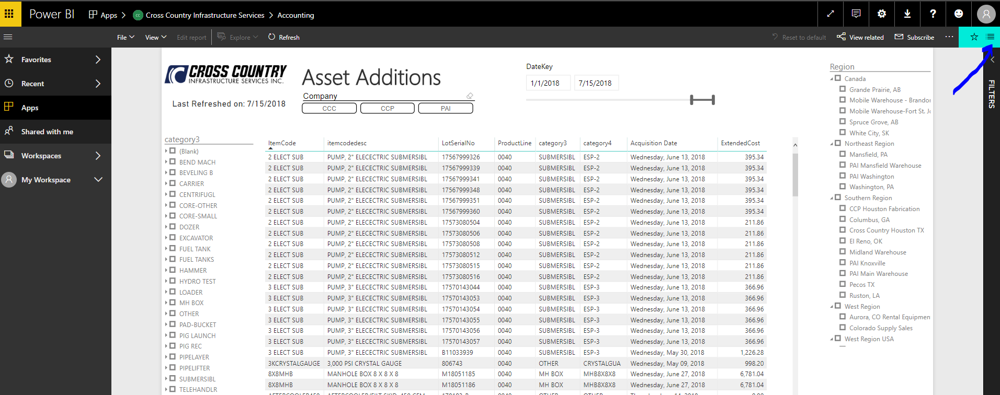 Power BI Apps > CC Cross Country Infrastructure Services > Accounting
File View Edit report Explore Refresh Reset to default View related Subscribe ...
Favorites
Recent
Apps
Shared with me
Workspaces
My Workspace
CROSS COUNTRY
INFRASTRUCTURE SERVICES INC.
Last Refreshed on: 7/15/2018
Asset Additions
Company
CCC CCP PAI
DateKey
1/1/2018 7/15/2018
category3
(Blank)
BEND MACH
BEVELING B
CARRIER
CENTRIFUGL
CORE-OTHER
CORE-SMALL
DOZER
EXCAVATOR
FUEL TANK
FUEL TANKS
HAMMER
HYDRO TEST
LOADER
MH BOX
OTHER
PAD-BUCKET
PIG LAUNCH
PIG REC
PIPELAYER
PIPELIFTER
SUBMERSIBL
TELEHANDLR
ItemCode itemcodedesc LotSerialNo ProductLine category3 category4 Acquisition Date ExtendedCost
2 ELECT SUB PUMP, 2" ELECECTRIC SUBMERSIBL 17567999326 0040 SUBMERSIBL ESP-2 Wednesday, June 13, 2018 395.34
2 ELECT SUB PUMP, 2" ELECECTRIC SUBMERSIBL 17567999339 0040 SUBMERSIBL ESP-2 Wednesday, June 13, 2018 395.34
2 ELECT SUB PUMP, 2" ELECECTRIC SUBMERSIBL 17567999341 0040 SUBMERSIBL ESP-2 Wednesday, June 13, 2018 395.34
2 ELECT SUB PUMP, 2" ELECECTRIC SUBMERSIBL 17567999348 0040 SUBMERSIBL ESP-2 Wednesday, June 13, 2018 395.34
2 ELECT SUB PUMP, 2" ELECECTRIC SUBMERSIBL 17567999351 0040 SUBMERSIBL ESP-2 Wednesday, June 13, 2018 395.34
2 ELECT SUB PUMP, 2" ELECECTRIC SUBMERSIBL 17567999360 0040 SUBMERSIBL ESP-2 Wednesday, June 13, 2018 395.34
2 ELECT SUB PUMP, 2" ELECECTRIC SUBMERSIBL 17573080504 0040 SUBMERSIBL ESP-2 Wednesday, June 13, 2018 211.86
2 ELECT SUB PUMP, 2" ELECECTRIC SUBMERSIBL 17573080506 0040 SUBMERSIBL ESP-2 Wednesday, June 13, 2018 211.86
2 ELECT SUB PUMP, 2" ELECECTRIC SUBMERSIBL 17573080508 0040 SUBMERSIBL ESP-2 Wednesday, June 13, 2018 211.86
2 ELECT SUB PUMP, 2" ELECECTRIC SUBMERSIBL 17573080512 0040 SUBMERSIBL ESP-2 Wednesday, June 13, 2018 211.86
2 ELECT SUB PUMP, 2" ELECECTRIC SUBMERSIBL 17573080515 0040 SUBMERSIBL ESP-2 Wednesday, June 13, 2018 211.86
2 ELECT SUB PUMP, 2" ELECECTRIC SUBMERSIBL 17573080516 0040 SUBMERSIBL ESP-2 Wednesday, June 13, 2018 211.86
3 ELECT SUB PUMP, 3" ELECECTRIC SUBMERSIBL 17570143044 0040 SUBMERSIBL ESP-3 Wednesday, June 13, 2018 366.96
3 ELECT SUB PUMP, 3" ELECECTRIC SUBMERSIBL 17570143053 0040 SUBMERSIBL ESP-3 Wednesday, June 13, 2018 366.96
3 ELECT SUB PUMP, 3" ELECECTRIC SUBMERSIBL 17570143054 0040 SUBMERSIBL ESP-3 Wednesday, June 13, 2018 366.96
3 ELECT SUB PUMP, 3" ELECECTRIC SUBMERSIBL 17570143055 0040 SUBMERSIBL ESP-3 Wednesday, June 13, 2018 366.96
3 ELECT SUB PUMP, 3" ELECECTRIC SUBMERSIBL 17570143056 0040 SUBMERSIBL ESP-3 Wednesday, June 13, 2018 366.96
3 ELECT SUB PUMP, 3" ELECECTRIC SUBMERSIBL 17570143057 0040 SUBMERSIBL ESP-3 Wednesday, June 13, 2018 366.96
3 ELECT SUB PUMP, 3" ELECECTRIC SUBMERSIBL B11033939 0040 SUBMERSIBL ESP-3 Wednesday, May 30, 2018 1,226.28
3KCRYSTALGAUGE 3,000 PSI CRYSTAL GAUGE 806743 0040 OTHER CRYSTALGUA Wednesday, May 09, 2018 998.20
8X8MHB MANHOLE BOX 8 X 8 X 8 M18051185 0040 MH BOX MHB8X8X8 Wednesday, June 27, 2018 6,781.04
8X8MHB MANHOLE BOX 8 X 8 X 8 M18051186 0040 MH BOX MHB8X8X8 Wednesday, June 27, 2018 6,781.04
Region
Canada
Grande Prairie, AB
Mobile Warehouse - Brandon
Mobile Warehouse-Fort St. Jo
Spruce Grove, AB
White City, SK
Northeast Region
Mansfield, PA
PAI Mansfield Warehouse
PAI Washington
Washington, PA
Southern Region
CCP Houston Fabrication
Columbus, GA
Cross Country Houston TX
El Reno, OK
Midland Warehouse
PAI Knoxville
PAI Main Warehouse
Pecos TX
Ruston, LA
West Region
Aurora, CO Rental Equipmen
Colorado Supply Sales
West Region USA
FILTERS